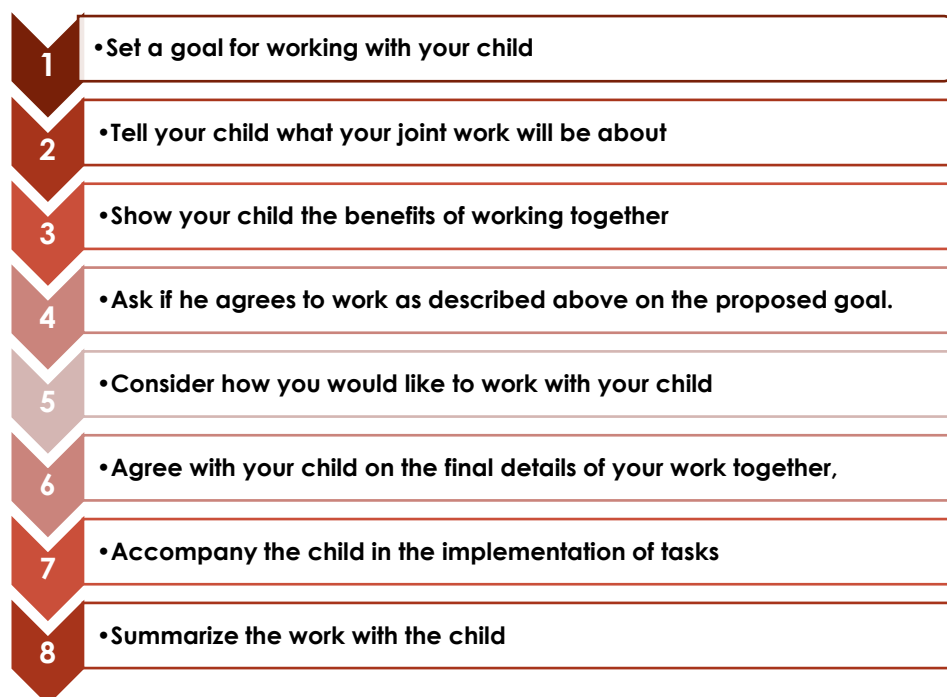 1 •Set a goal for working with your child
2 •Tell your child what your joint work will be about
3 •Show your child the benefits of working together
4 •Ask if he agrees to work as described above on the proposed goal.
5 •Consider how you would like to work with your child
6 •Agree with your child on the final details of your work together,
7 •Accompany the child in the implementation of tasks
8 •Summarize the work with the child